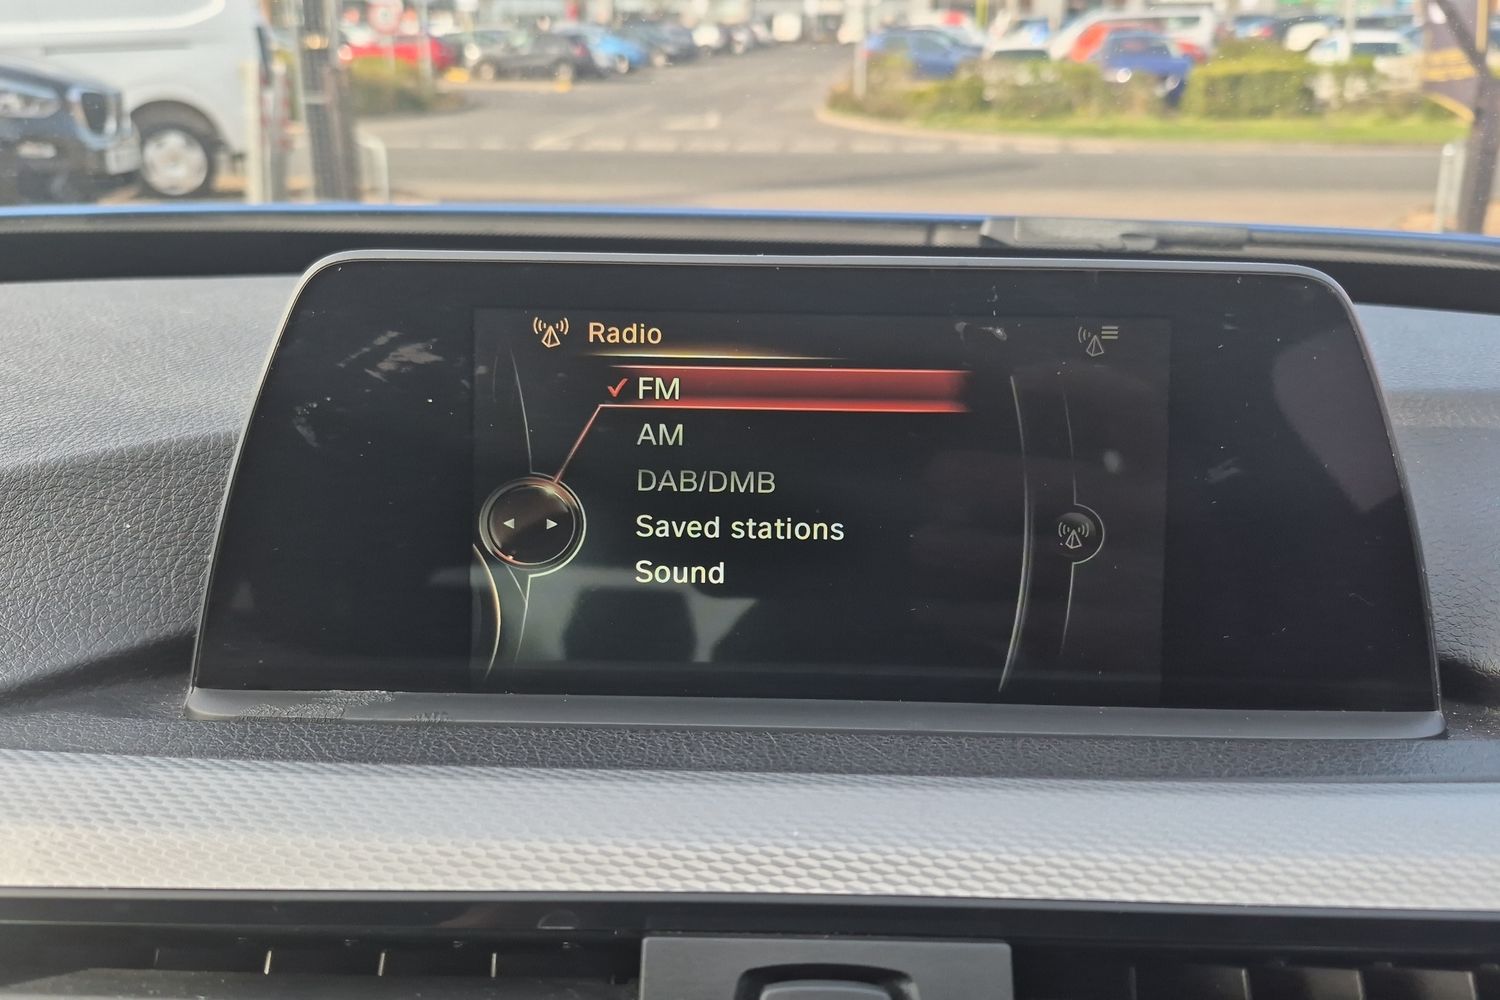 Radio
FM
AM
DAB/DMB
Saved stations
Sound